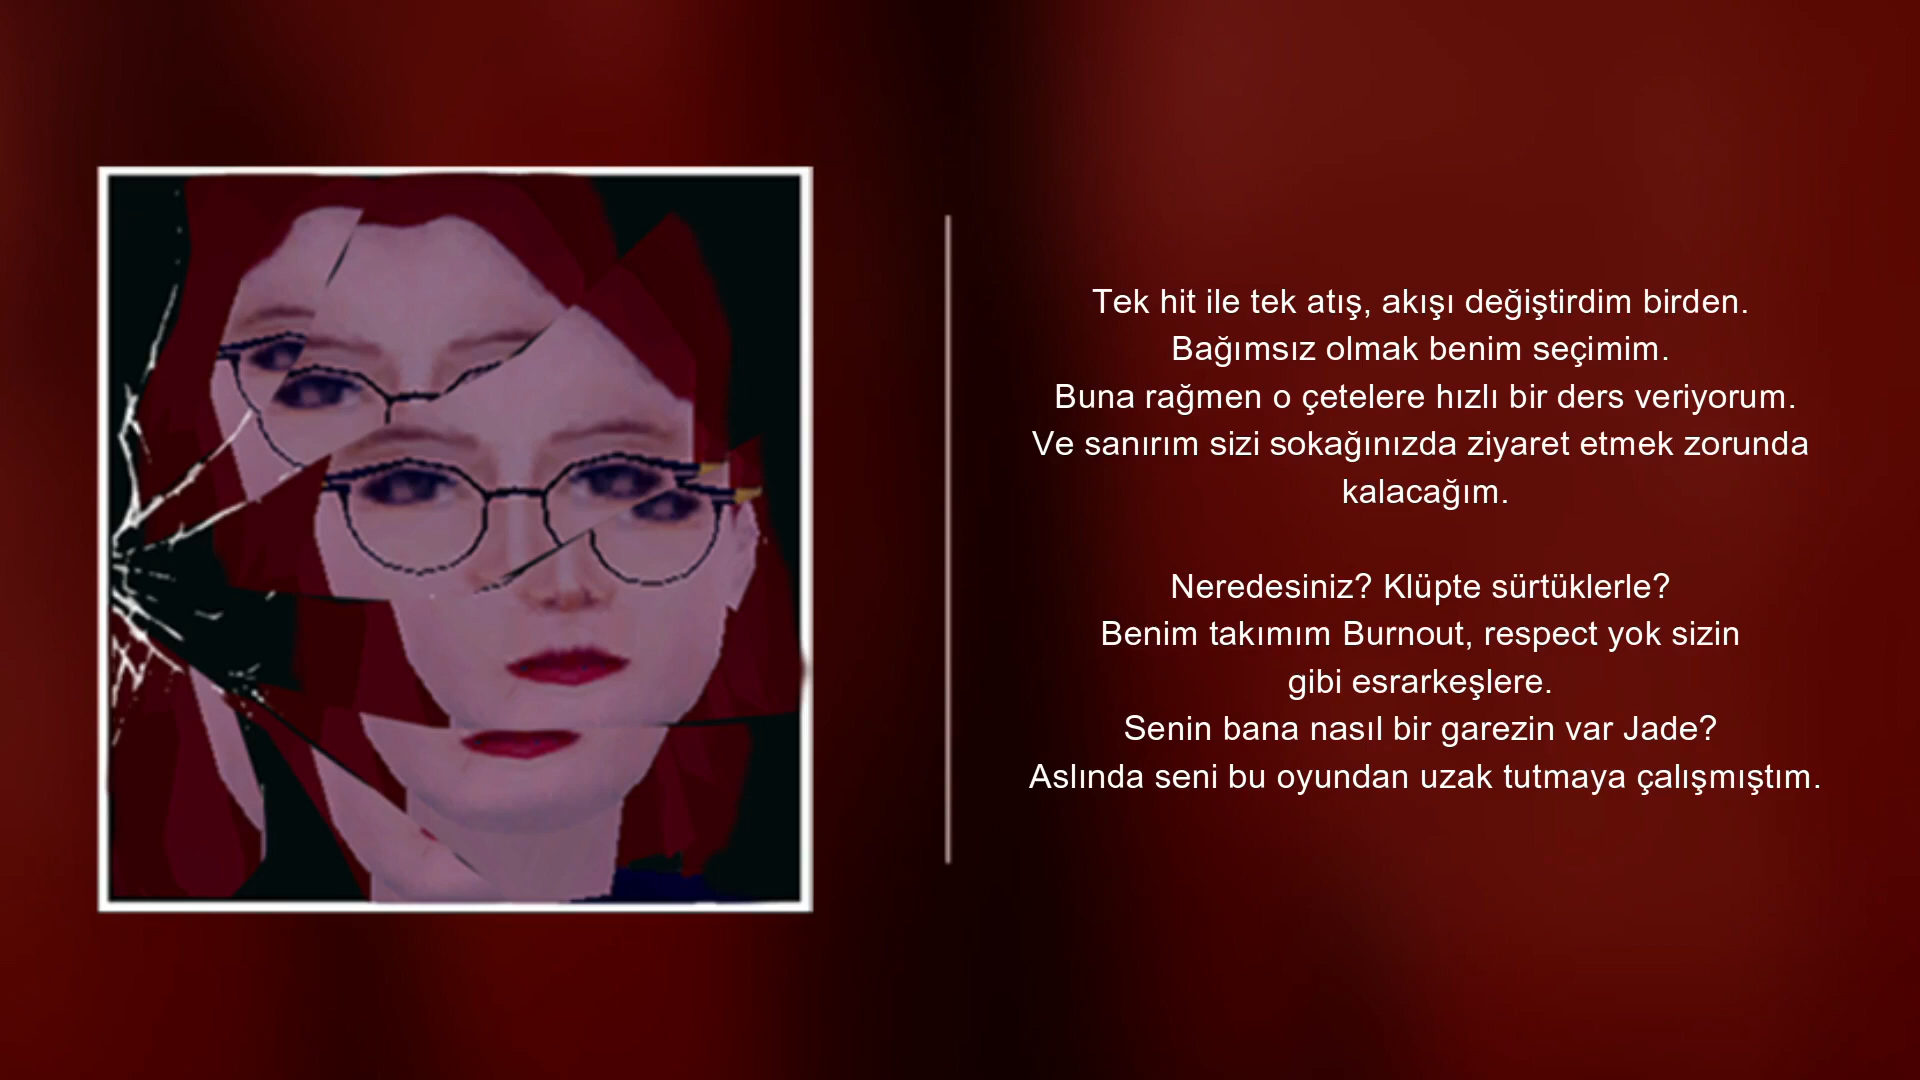 Tek hit ile tek atış, akışı değiştirdim birden.
Bağımsız olmak benim seçimim.
Buna rağmen o çetelere hızlı bir ders veriyorum.
Ve sanırım sizi sokağınızda ziyaret etmek zorunda
kalacağım.
Neredesiniz? Klüpte sürtüklerle?
Benim takımım Burnout, respect yok sizin
gibi esrarkeşlere.
Senin bana nasıl bir garezin var Jade?
Aslında seni bu oyundan uzak tutmaya çalışmıştım.